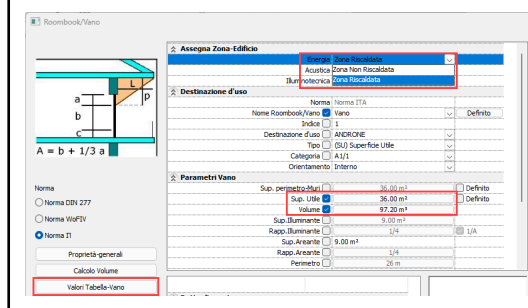 Roombook/Vano
Assegna Zona-Edificio
Energia Zona Riscaldata
Acustica Zona Non Riscaldata
Illuminotecnica Zona Riscaldata
Destinazione d'uso
Norma Norma ITA
Nome Roombook/Vano Vano Definito
Indice 1
Destinazione d'uso ANDRONE
Tipo (SU) Superficie Utile
Categoria A1/1
Orientamento Interno
Parametri Vano
Sup. perimetro-Muri 36.00 m² Definito
Sup. Utile 36.00 m² Definito
Volume 97.20 m³
Sup.Illuminante 9.00 m²
Rapp.Illuminante 1/4 1/A
Sup.Areante 9.00 m²
Rapp.Areante 1/4
Perimetro 26 m
L
a
p
b
c
A = b + 1/3 a
Norma
Norma DIN 277
Norma WoFIV
Norma IT
Proprietà-generali
Calcolo Volume
Valori Tabella-Vano